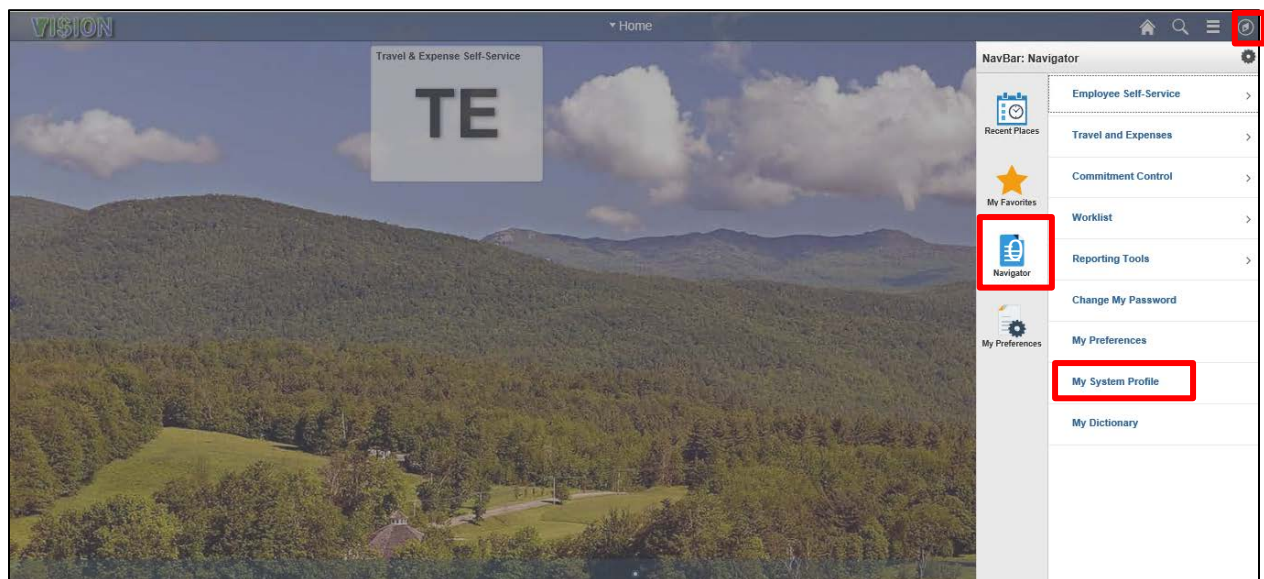 VISION
Home
Travel & Expense Self-Service
TE
NavBar: Navigator
Recent Places
My Favorites
Navigator
My Preferences
Employee Self-Service
Travel and Expenses
Commitment Control
Worklist
Reporting Tools
Change My Password
My Preferences
My System Profile
My Dictionary